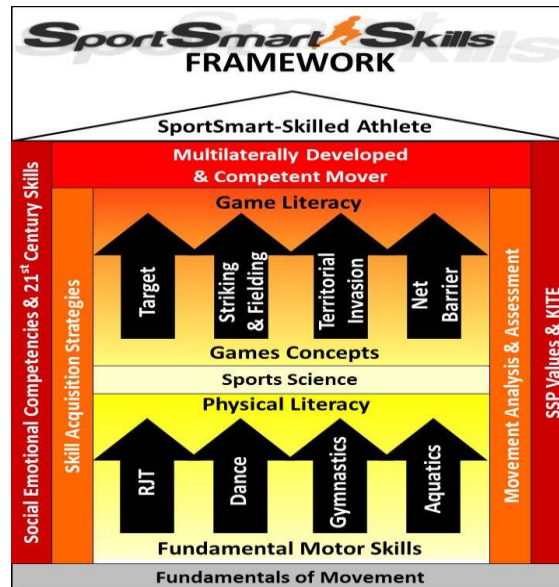 SportSmart Skills
FRAMEWORK
SportSmart-Skilled Athlete
Multilaterally Developed
& Competent Mover
Social Emotional Competencies & 21st Century Skills
Skill Acquisition Strategies
Game Literacy
Target
Striking
& Fielding
Territorial
Invasion
Net
Barrier
Games Concepts
Sports Science
Physical Literacy
RJT
Dance
Gymnastics
Aquatics
Fundamental Motor Skills
Movement Analysis & Assessment
SSP Values & KITE
Fundamentals of Movement